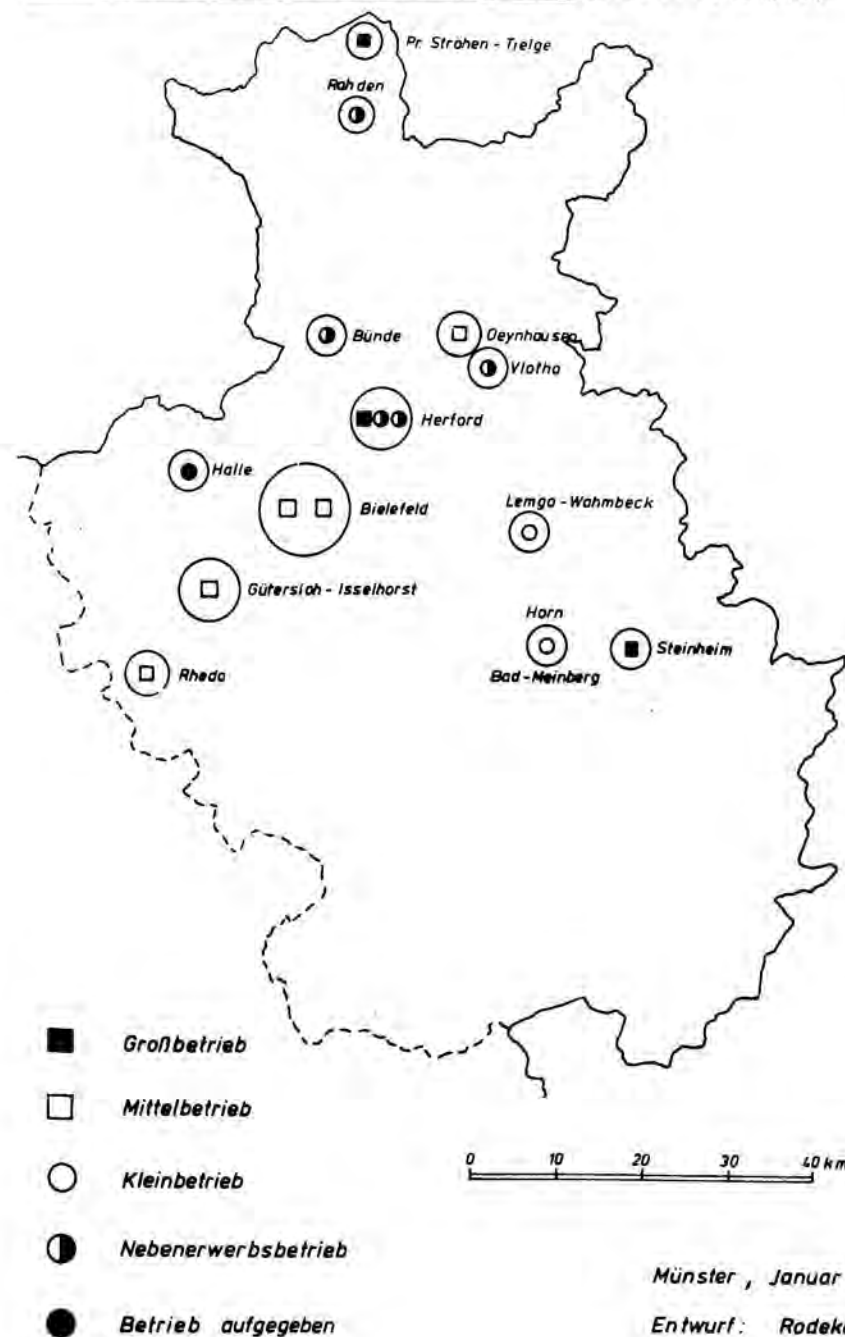 Pr. Ströhen - Tielge
Rahden
Bünde
Oeynhausen
Vlotho
Herford
Halle
Bielefeld
Lemgo - Wahmbeck
Gütersloh - Isselhorst
Horn
Bad-Meinberg
Steinheim
Rheda
Großbetrieb
Mittelbetrieb
Kleinbetrieb
Nebenerwerbsbetrieb
Betrieb aufgegeben
0 10 20 30 40 km
Münster, Januar
Entwurf: